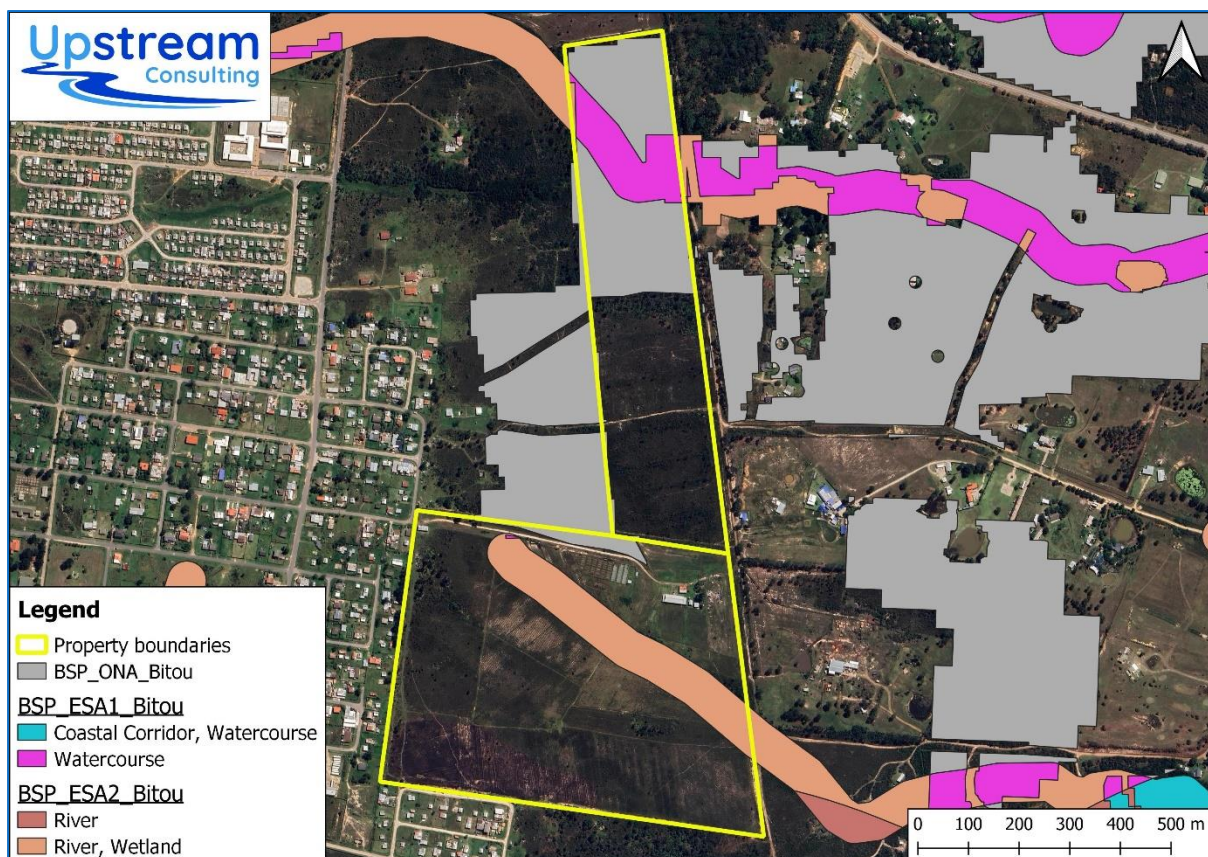 Upstream
Consulting
Legend
Property boundaries
BSP_ONA_Bitou
BSP_ESA1_Bitou
Coastal Corridor, Watercourse
Watercourse
BSP_ESA2_Bitou
River
River, Wetland
0 100 200 300 400 500 m